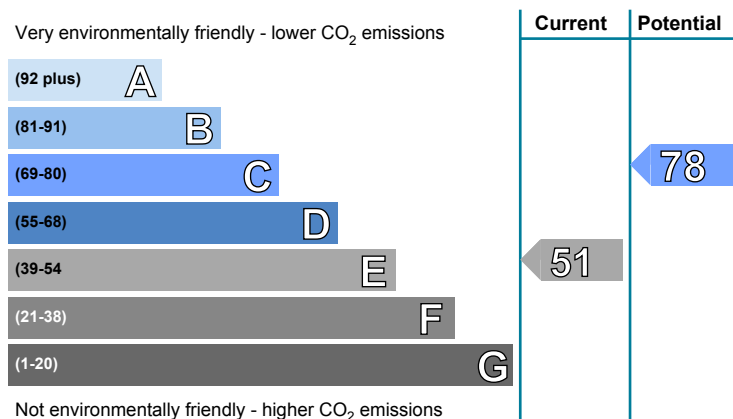 Very environmentally friendly - lower CO2 emissions
Current
Potential
(92 plus) A
(81-91) B
(69-80) C
78
(55-68) D
(39-54 E
51
(21-38) F
(1-20) G
Not environmentally friendly - higher CO2 emissions